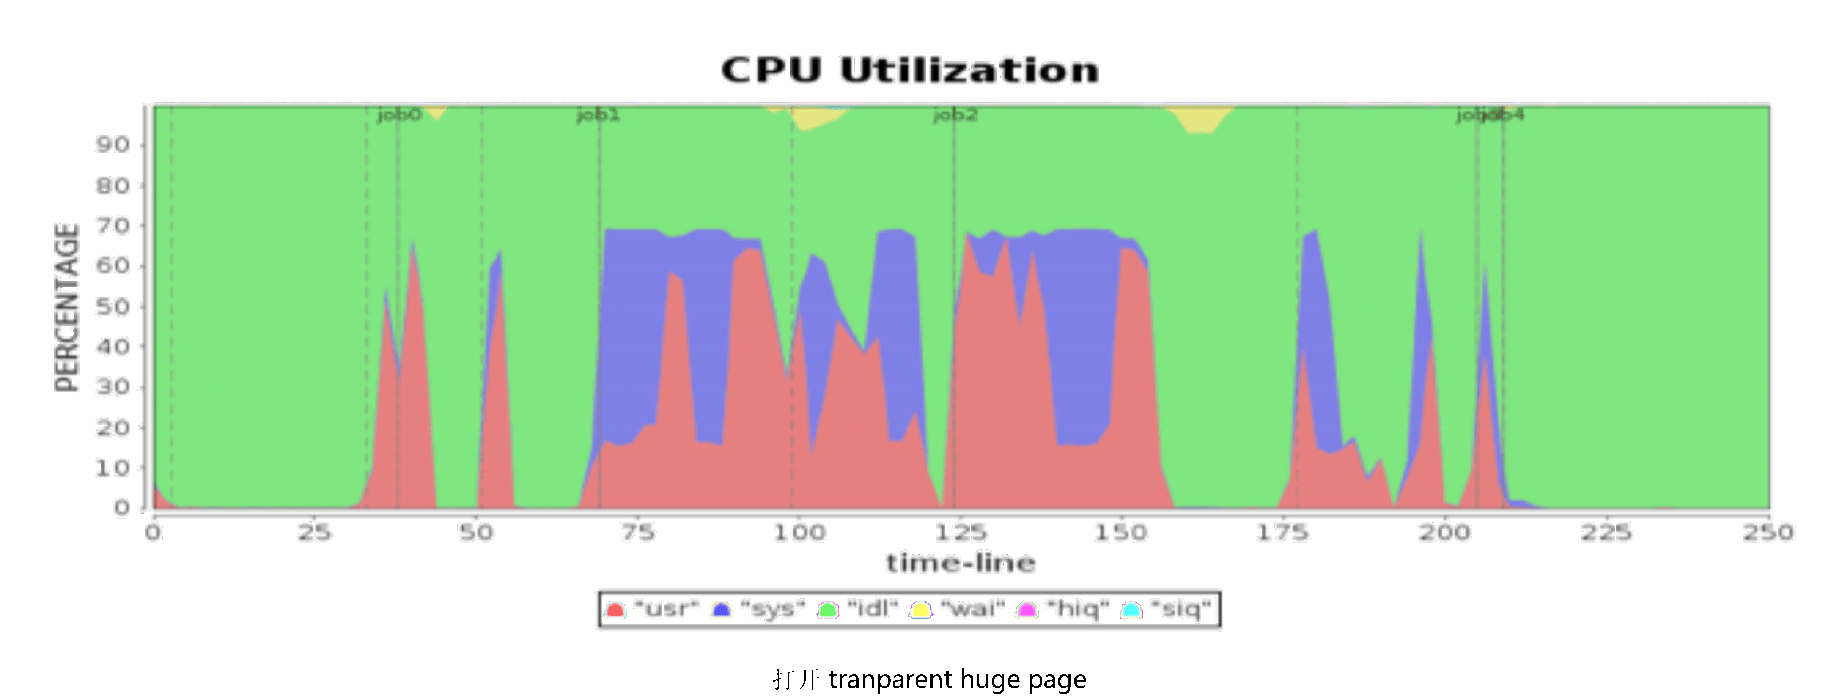 CPU Utilization
job0 job1 job2 job4
PERCENTAGE
90
80
70
60
50
40
30
20
10
0
0 25 50 75 100 125 150 175 200 225 250
time-line
"usr" "sys" "idl" "wai" "hiq" "siq"
打开 tranparent huge page